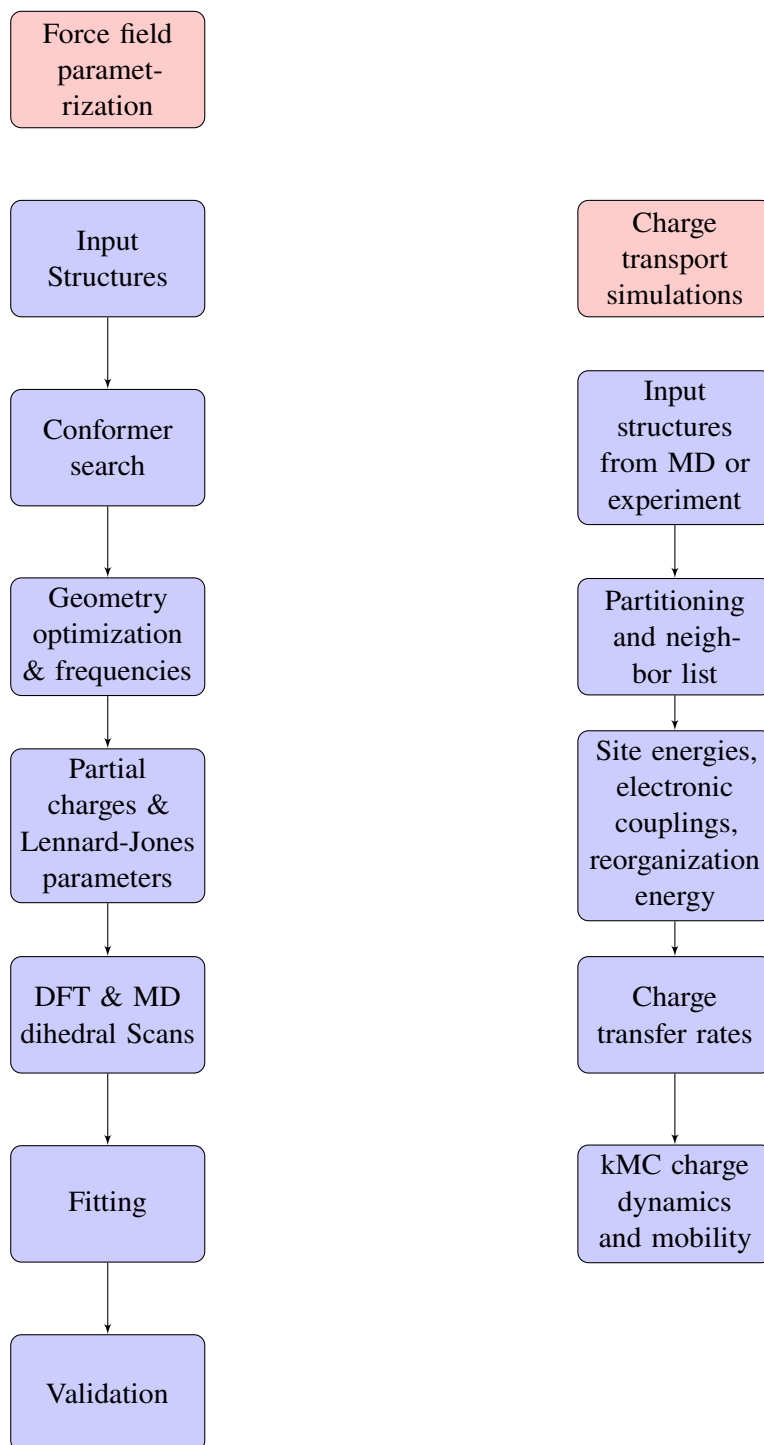 Force field
paramet-
rization
Input
Structures
Conformer
search
Geometry
optimization
& frequencies
Partial
charges &
Lennard-Jones
parameters
DFT & MD
dihedral Scans
Fitting
Validation
Charge
transport
simulations
Input
structures
from MD or
experiment
Partitioning
and neigh-
bor list
Site energies,
electronic
couplings,
reorganization
energy
Charge
transfer rates
kMC charge
dynamics
and mobility